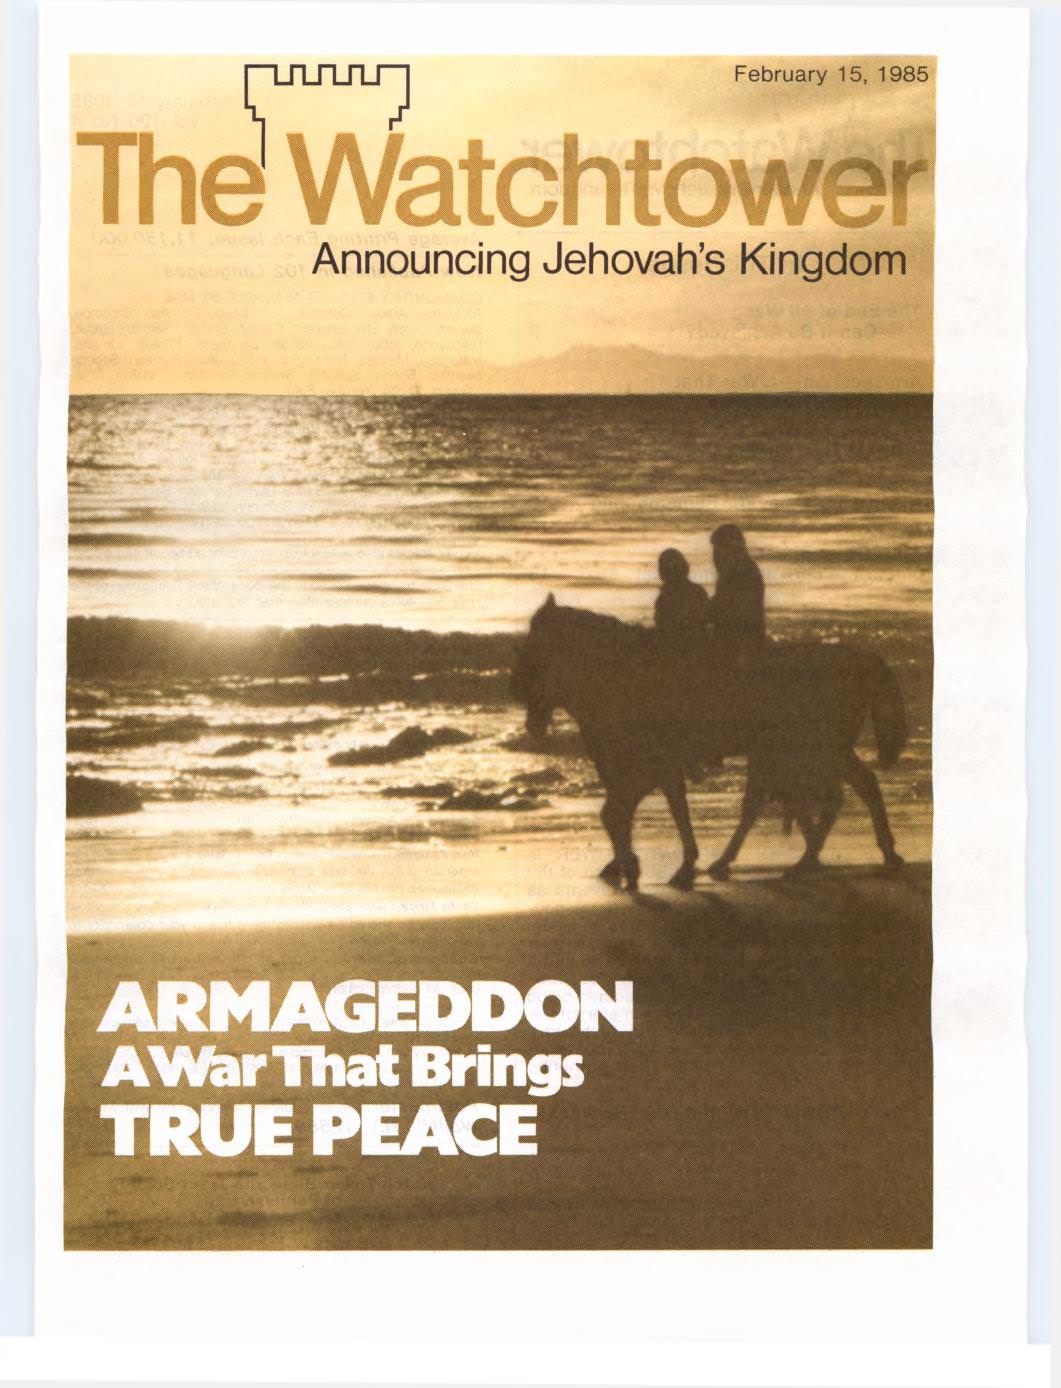 February 15, 1985
The Watchtower
Announcing Jehovah's Kingdom
ARMAGEDDON
A War That Brings
TRUE PEACE